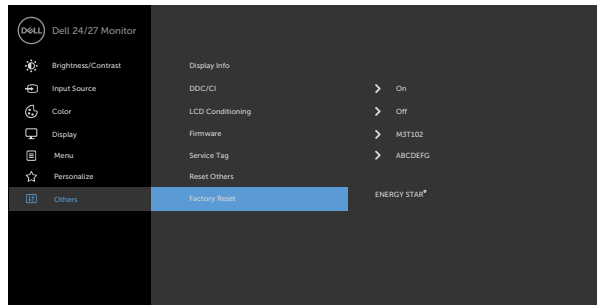 DELL Dell 24/27 Monitor
Brightness/Contrast Display Info
Input Source DDC/CI On
Color LCD Conditioning Off
Display Firmware M3T102
Menu Service Tag ABCDEFG
Personalize Reset Others
Others Factory Reset ENERGY STAR®